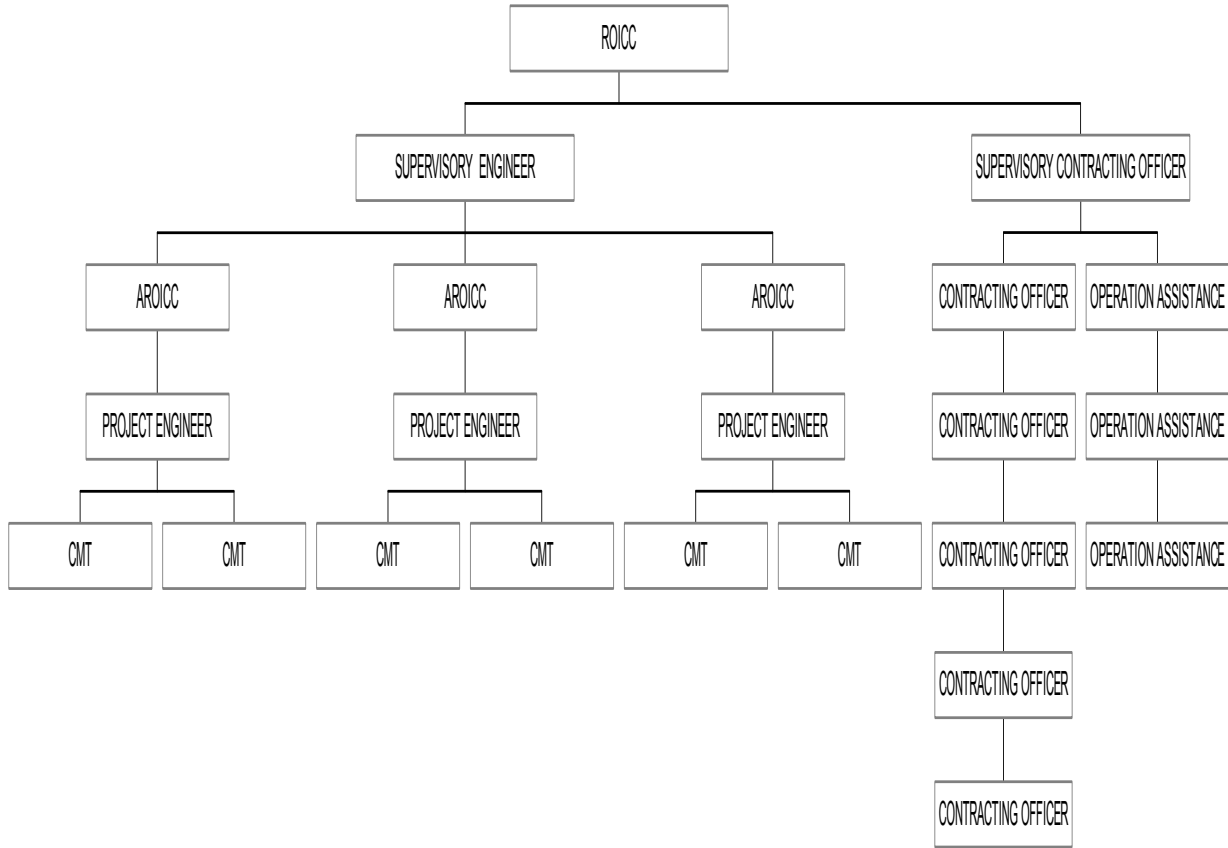 ROICC
SUPERVISORY ENGINEER
SUPERVISORY CONTRACTING OFFICER
AROICC
AROICC
AROICC
CONTRACTING OFFICER
OPERATION ASSISTANCE
PROJECT ENGINEER
PROJECT ENGINEER
PROJECT ENGINEER
CONTRACTING OFFICER
OPERATION ASSISTANCE
CMT
CMT
CMT
CMT
CMT
CMT
CONTRACTING OFFICER
OPERATION ASSISTANCE
CONTRACTING OFFICER
CONTRACTING OFFICER